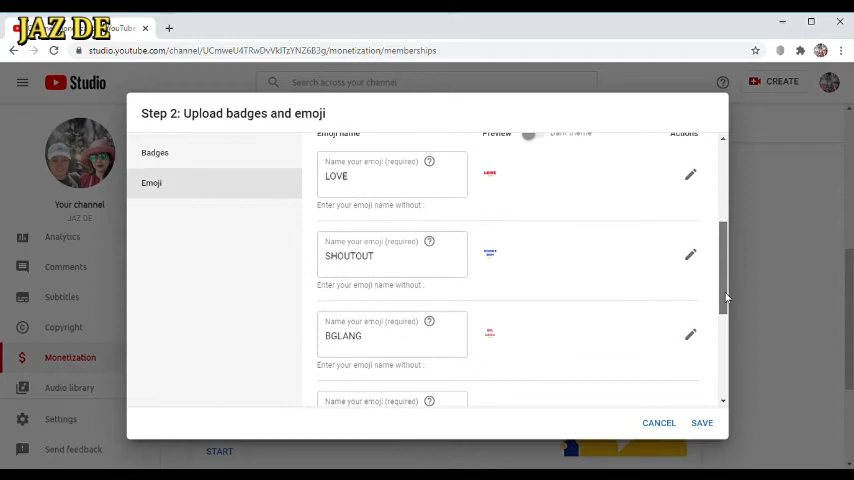 JAZ DE
YouTube
studio.youtube.com/channel/UCmweU4TRwDvVkITzYNZ6B3g/monetization/memberships
Studio
Search across your channel
CREATE
Step 2: Upload badges and emoji
Badges
Emoji
Emoji name
Preview
Dark theme
Actions
Name your emoji (required)
LOVE
Enter your emoji name without :
Name your emoji (required)
SHOUTOUT
Enter your emoji name without :
Name your emoji (required)
BGLANG
Enter your emoji name without :
Name your emoji (required)
CANCEL
SAVE
Your channel
JAZ DE
Analytics
Comments
Subtitles
Copyright
Monetization
Audio library
Settings
Send feedback
START